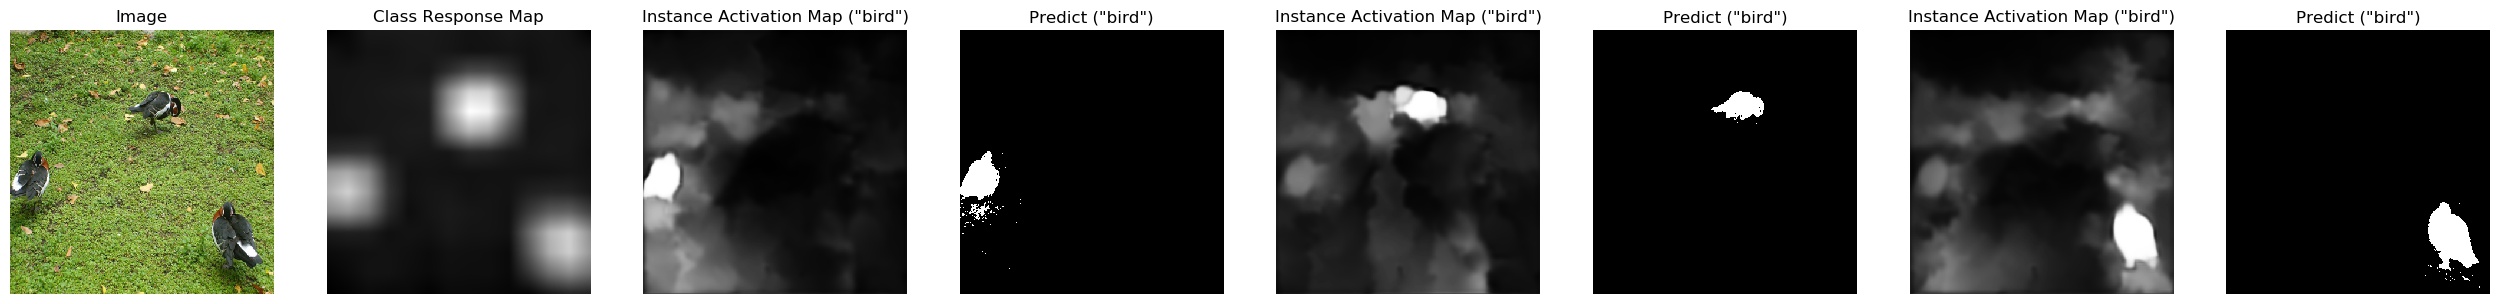 Image
Class Response Map
Instance Activation Map ("bird")
Predict ("bird")
Instance Activation Map ("bird")
Predict ("bird")
Instance Activation Map ("bird")
Predict ("bird")